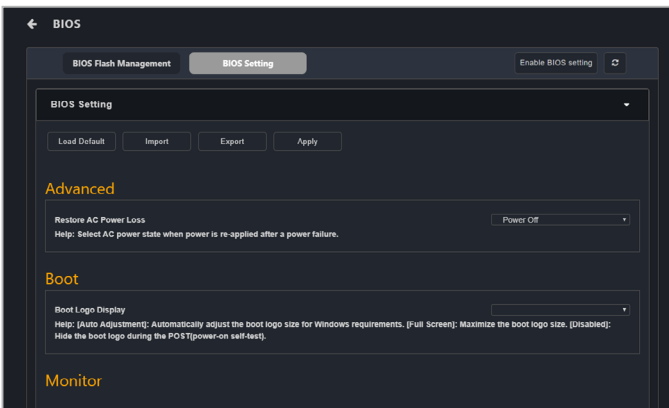 BIOS
BIOS Flash Management
BIOS Setting
Enable BIOS setting
BIOS Setting
Load Default
Import
Export
Apply
Advanced
Restore AC Power Loss
Power Off
Help: Select AC power state when power is re-applied after a power failure.
Boot
Boot Logo Display
Help: [Auto Adjustment]: Automatically adjust the boot logo size for Windows requirements. [Full Screen]: Maximize the boot logo size. [Disabled]:
Hide the boot logo during the POST(power-on self-test).
Monitor